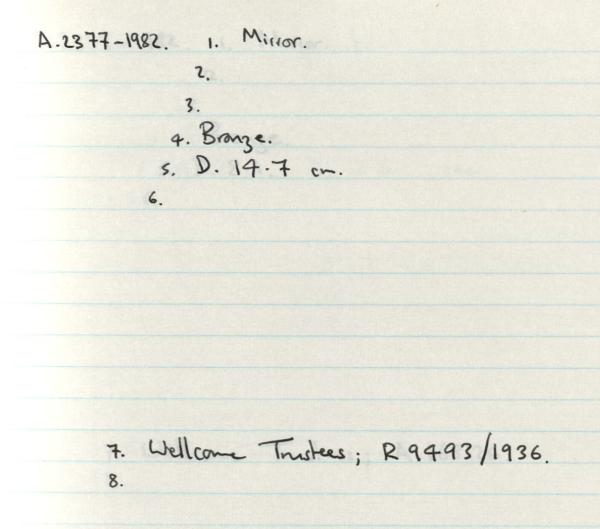 A.2377-1982. 1. Mirror.
2.
3.
4. Bronze.
5. D. 14.7 cm.
6.
7. Wellcome Trustees; R 9493/1936.
8.